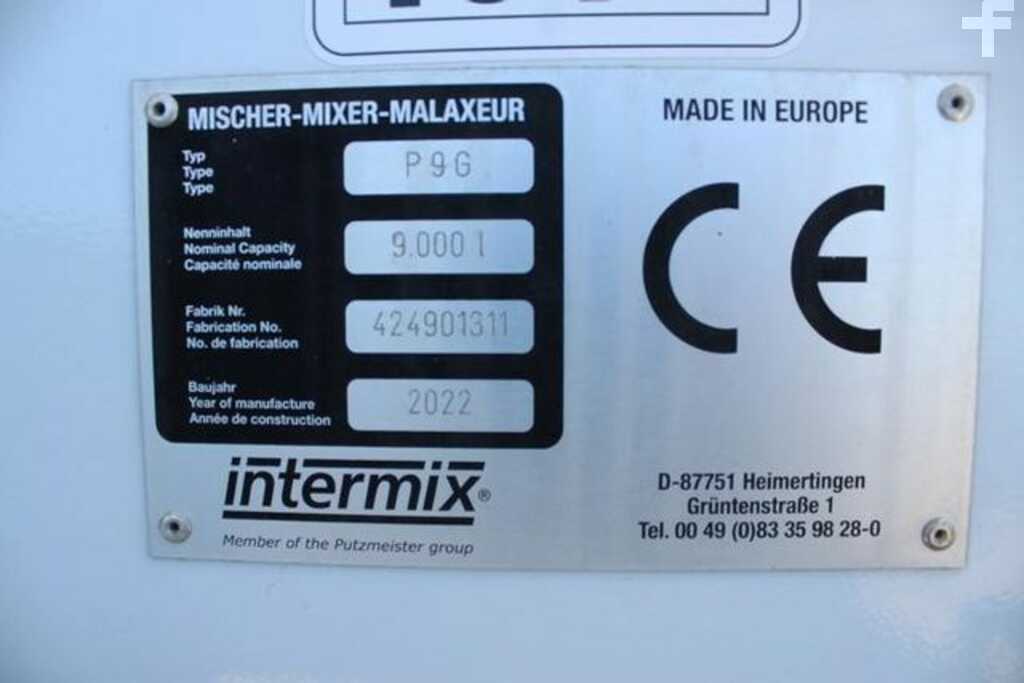 MISCHER-MIXER-MALAXEUR
Typ
Type
Type
P9G
Nenninhalt
Nominal Capacity
Capacité nominale
9.000 l
Fabrik Nr.
Fabrication No.
No. de fabrication
424901311
Baujahr
Year of manufacture
Année de construction
2022
intermix®
Member of the Putzmeister group
MADE IN EUROPE
CE
D-87751 Heimertingen
Grüntenstraße 1
Tel. 00 49 (0)83 35 98 28-0